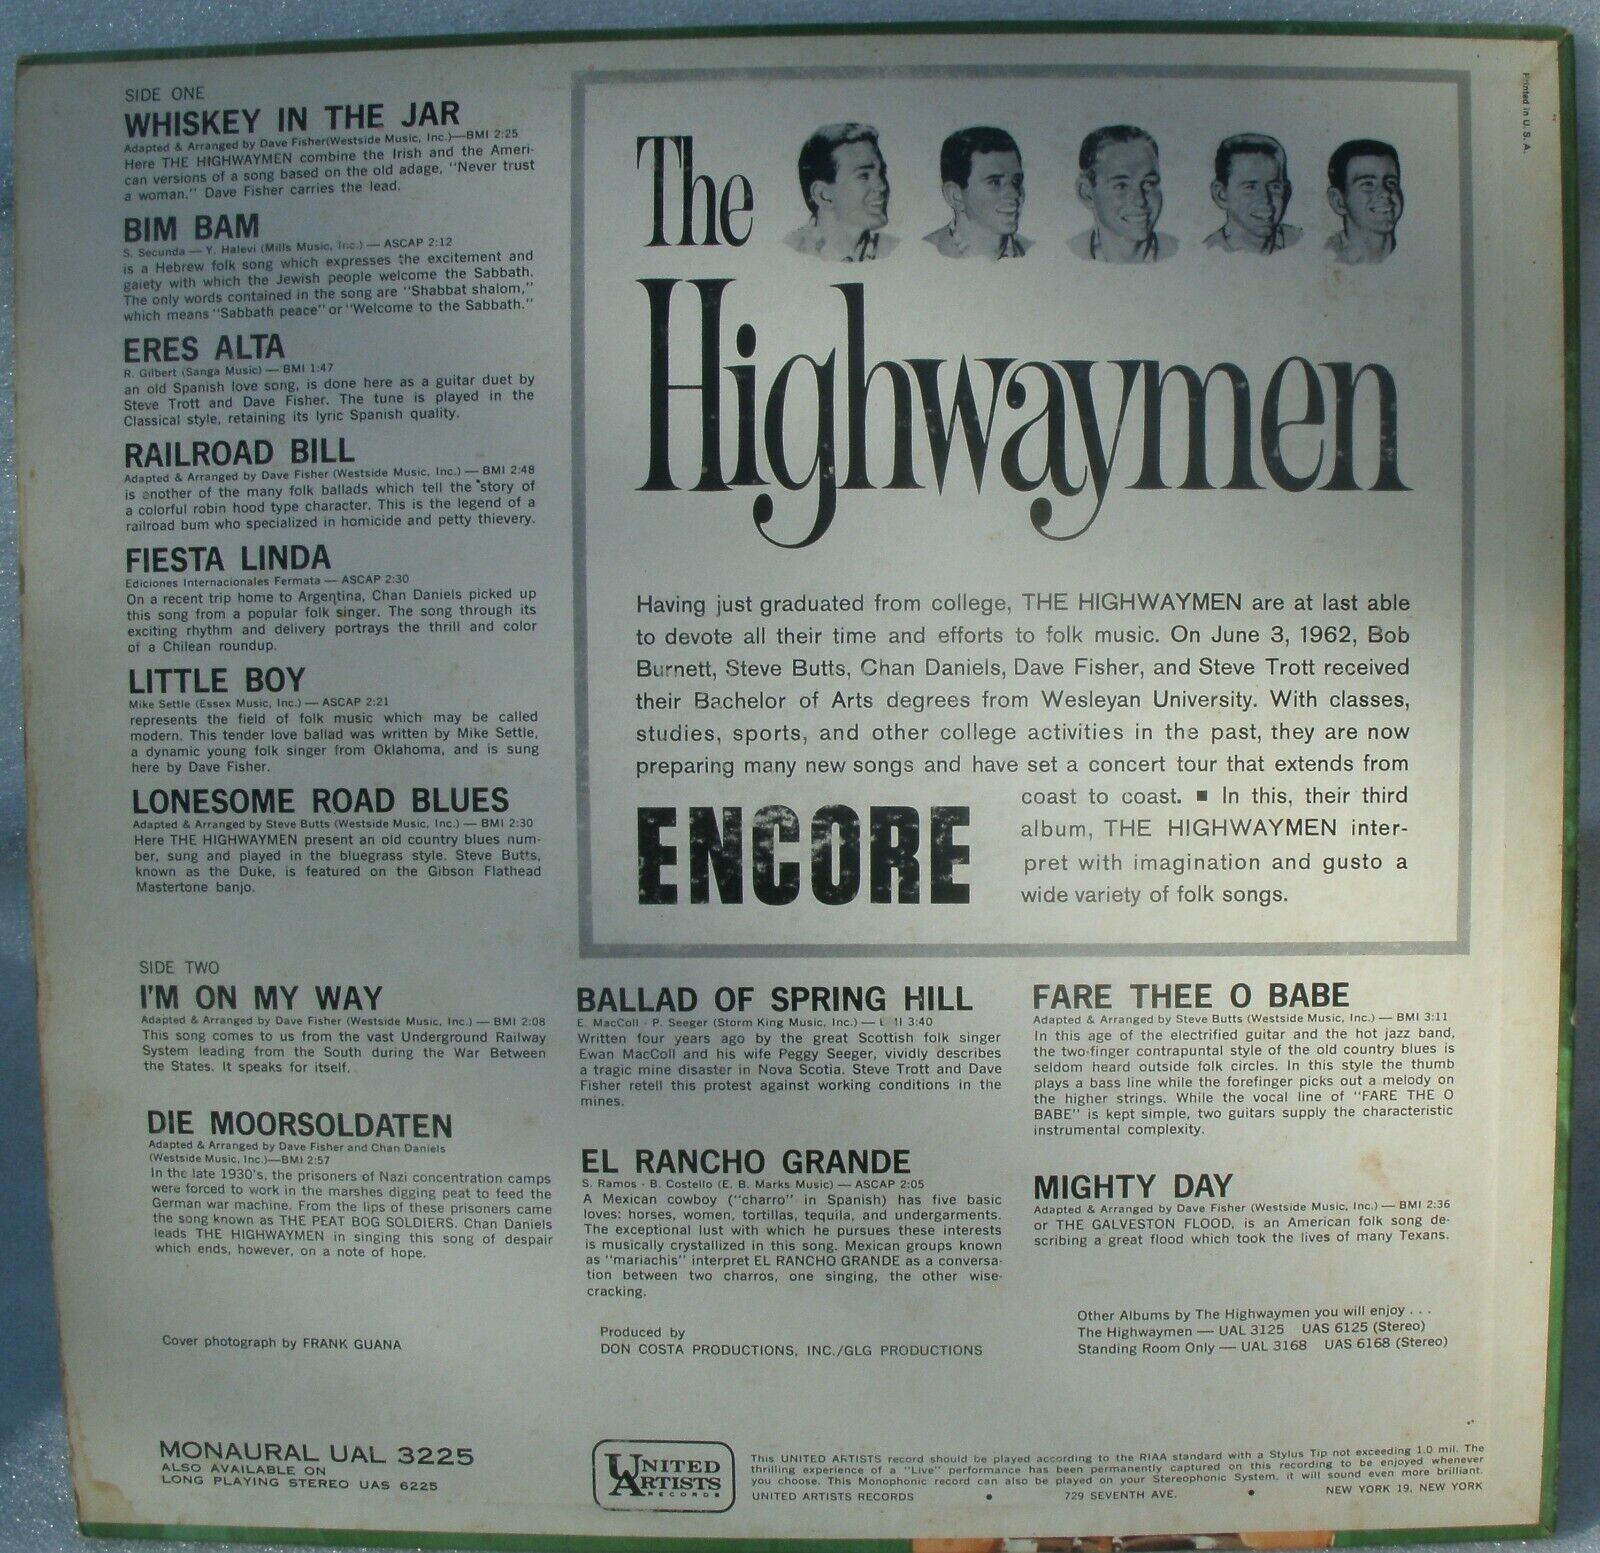 SIDE ONE
WHISKEY IN THE JAR
Adapted & Arranged by Dave Fisher(Westside Music, Inc.)—BMI 2:25
Here THE HIGHWAYMEN combine the Irish and the Ameri-
can versions of a song based on the old adage, "Never trust
a woman." Dave Fisher carries the lead.
BIM BAM
S. Secunda — Y. Halevi (Mills Music, Inc.) — ASCAP 2:12
is a Hebrew folk song which expresses the excitement and
gaiety with which the Jewish people welcome the Sabbath.
The only words contained in the song are "Shabbat shalom,"
which means "Sabbath peace" or "Welcome to the Sabbath."
ERES ALTA
R. Gilbert (Sanga Music) — BMI 1:47
an old Spanish love song, is done here as a guitar duet by
Steve Trott and Dave Fisher. The tune is played in the
Classical style, retaining its lyric Spanish quality.
RAILROAD BILL
Adapted & Arranged by Dave Fisher (Westside Music, Inc.) — BMI 2:48
is another of the many folk ballads which tell the story of
a colorful robin hood type character. This is the legend of a
railroad bum who specialized in homicide and petty thievery.
FIESTA LINDA
Ediciones Internacionales Fermata — ASCAP 2:30
On a recent trip home to Argentina, Chan Daniels picked up
this song from a popular folk singer. The song through its
exciting rhythm and delivery portrays the thrill and color
of a Chilean roundup.
LITTLE BOY
Mike Settle (Essex Music, Inc.) — ASCAP 2:21
represents the field of folk music which may be called
modern. This tender love ballad was written by Mike Settle,
a dynamic young folk singer from Oklahoma, and is sung
here by Dave Fisher.
LONESOME ROAD BLUES
Adapted & Arranged by Steve Butts (Westside Music, Inc.) — BMI 2:30
Here THE HIGHWAYMEN present an old country blues num-
ber, sung and played in the bluegrass style. Steve Butts,
known as the Duke, is featured on the Gibson Flathead
Mastertone banjo.
The
Highwaymen
Having just graduated from college, THE HIGHWAYMEN are at last able
to devote all their time and efforts to folk music. On June 3, 1962, Bob
Burnett, Steve Butts, Chan Daniels, Dave Fisher, and Steve Trott received
their Bachelor of Arts degrees from Wesleyan University. With classes,
studies, sports, and other college activities in the past, they are now
preparing many new songs and have set a concert tour that extends from
coast to coast. ■ In this, their third
album, THE HIGHWAYMEN inter-
pret with imagination and gusto a
wide variety of folk songs.
ENCORE
Printed in U.S.A.
SIDE TWO
I'M ON MY WAY
Adapted & Arranged by Dave Fisher (Westside Music, Inc.) — BMI 2:08
This song comes to us from the vast Underground Railway
System leading from the South during the War Between
the States. It speaks for itself.
DIE MOORSOLDATEN
Adapted & Arranged by Dave Fisher and Chan Daniels
(Westside Music, Inc.)—BMI 2:57
In the late 1930's, the prisoners of Nazi concentration camps
were forced to work in the marshes digging peat to feed the
German war machine. From the lips of these prisoners came
the song known as THE PEAT BOG SOLDIERS. Chan Daniels
leads THE HIGHWAYMEN in singing this song of despair
which ends, however, on a note of hope.
BALLAD OF SPRING HILL
E. MacColl · P. Seeger (Storm King Music, Inc.) — 3:40
Written four years ago by the great Scottish folk singer
Ewan MacColl and his wife Peggy Seeger, vividly describes
a tragic mine disaster in Nova Scotia. Steve Trott and Dave
Fisher retell this protest against working conditions in the
mines.
EL RANCHO GRANDE
S. Ramos · B. Costello (E. B. Marks Music) — ASCAP 2:05
A Mexican cowboy ("charro" in Spanish) has five basic
loves: horses, women, tortillas, tequila, and undergarments.
The exceptional lust with which he pursues these interests
is musically crystallized in this song. Mexican groups known
as "mariachis" interpret EL RANCHO GRANDE as a conversa-
tion between two charros, one singing, the other wise-
cracking.
FARE THEE O BABE
Adapted & Arranged by Steve Butts (Westside Music, Inc.) — BMI 3:11
In this age of the electrified guitar and the hot jazz band,
the two-finger contrapuntal style of the old country blues is
seldom heard outside folk circles. In this style the thumb
plays a bass line while the forefinger picks out a melody on
the higher strings. While the vocal line of "FARE THE O
BABE" is kept simple, two guitars supply the characteristic
instrumental complexity.
MIGHTY DAY
Adapted & Arranged by Dave Fisher (Westside Music, Inc.) — BMI 2:36
or THE GALVESTON FLOOD, is an American folk song de-
scribing a great flood which took the lives of many Texans.
Cover photograph by FRANK GUANA
Produced by
DON COSTA PRODUCTIONS, INC./GLG PRODUCTIONS
Other Albums by The Highwaymen you will enjoy . . .
The Highwaymen — UAL 3125 UAS 6125 (Stereo)
Standing Room Only — UAL 3168 UAS 6168 (Stereo)
MONAURAL UAL 3225
ALSO AVAILABLE ON
LONG PLAYING STEREO UAS 6225
UNITED
ARTISTS
RECORDS
This UNITED ARTISTS record should be played according to the RIAA standard with a Stylus Tip not exceeding 1.0 mil. The
thrilling experience of a "Live" performance has been permanently captured on this recording to be enjoyed whenever
you choose. This Monophonic record can also be played on your Stereophonic System, it will sound even more brilliant.
UNITED ARTISTS RECORDS • 729 SEVENTH AVE. • NEW YORK 19, NEW YORK